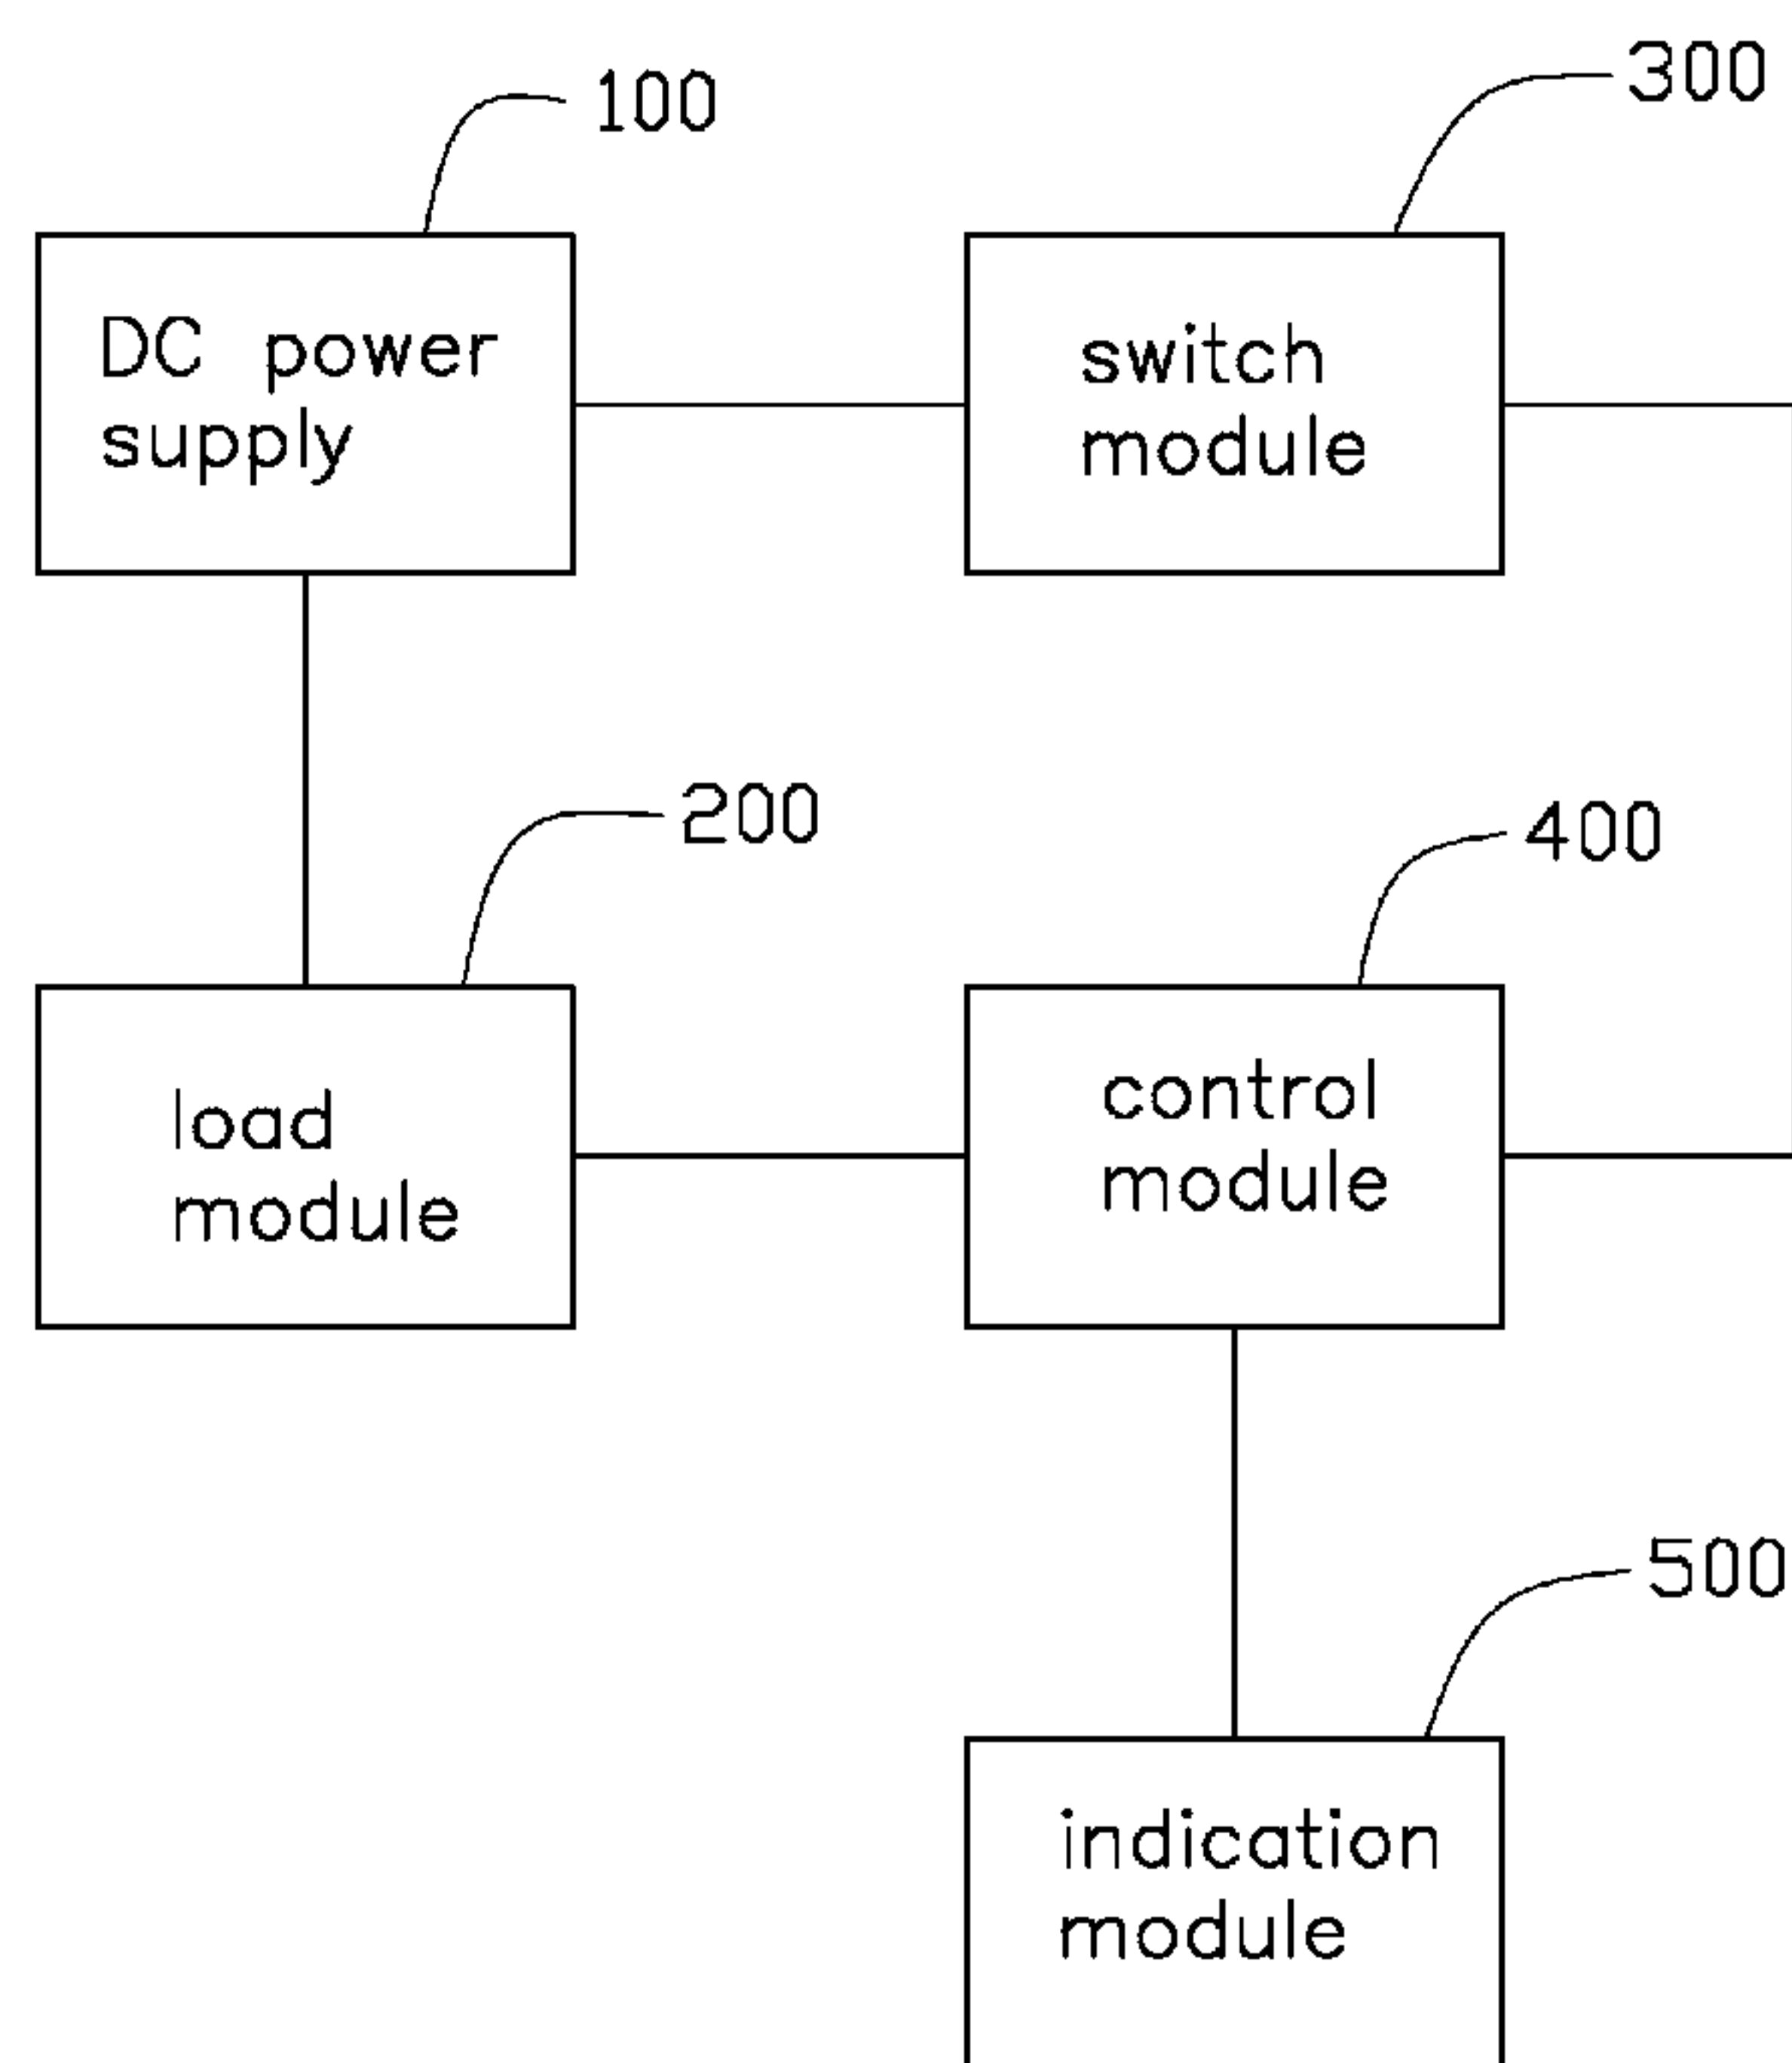 100
300
DC power
supply
switch
module
200
400
load
module
control
module
500
indication
module